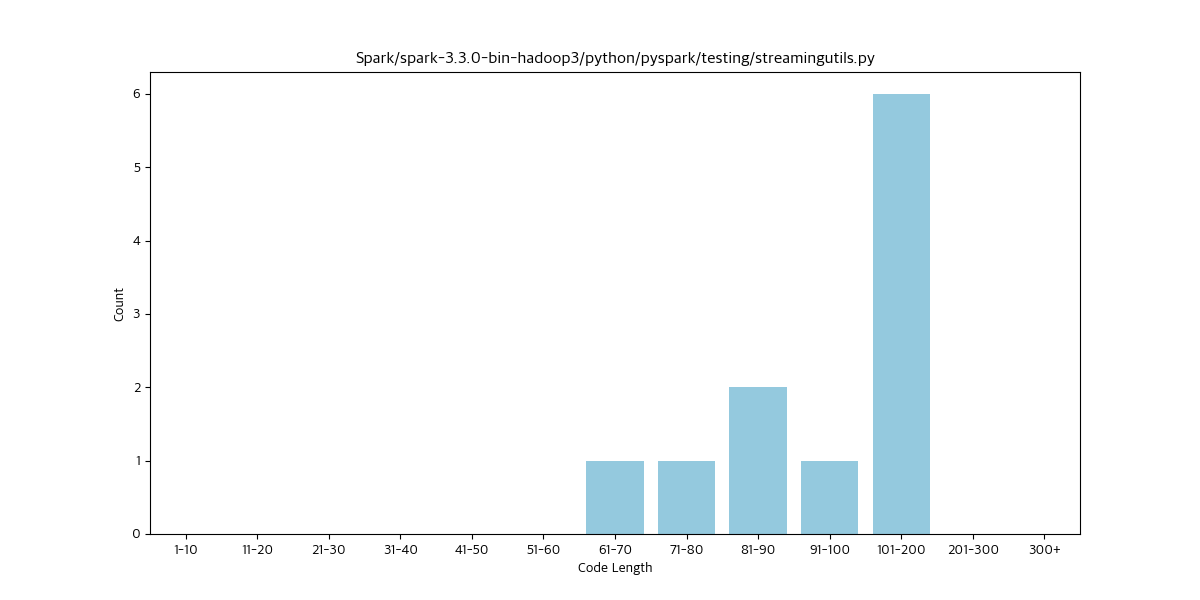 Spark/spark-3.3.0-bin-hadoop3/python/pyspark/testing/streamingutils.py
6
5
4
3
2
1
0
Count
1-10 11-20 21-30 31-40 41-50 51-60 61-70 71-80 81-90 91-100 101-200 201-300 300+
Code Length